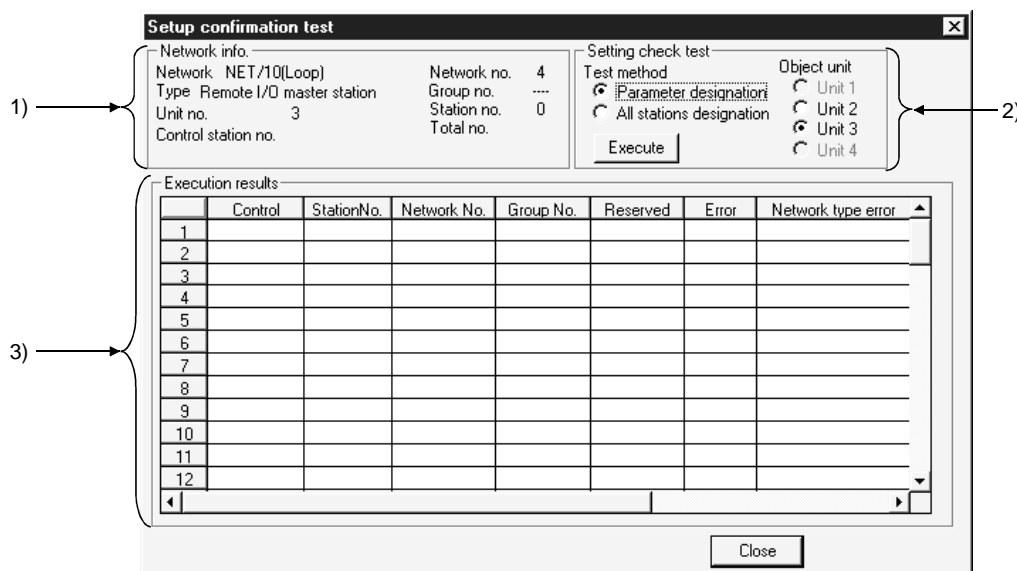 Setup confirmation test
Network info.
Network NET/10(Loop)
Type Remote I/O master station
Unit no. 3
Control station no.
Network no. 4
Group no. ----
Station no. 0
Total no.
Setting check test
Test method
Parameter designation
All stations designation
Execute
Object unit
Unit 1
Unit 2
Unit 3
Unit 4
1)
2)
Execution results
Control StationNo. Network No. Group No. Reserved Error Network type error
1
2
3
4
5
6
7
8
9
10
11
12
3)
Close